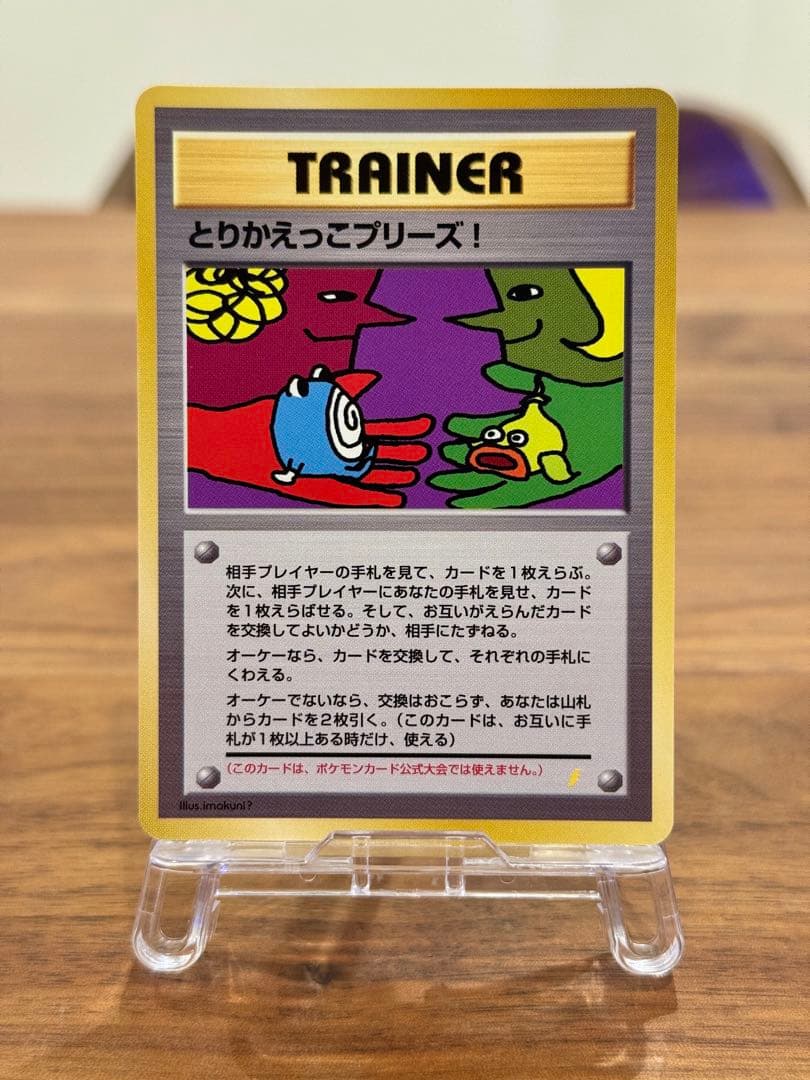 TRAINER
とりかえっこプリーズ！
相手プレイヤーの手札を見て、カードを1枚えらぶ。
次に、相手プレイヤーにあなたの手札を見せ、カード
を1枚えらばせる。そして、お互いがえらんだカード
を交換してよいかどうか、相手にたずねる。
オーケーなら、カードを交換して、それぞれの手札に
くわえる。
オーケーでないなら、交換はおこらず、あなたは山札
からカードを2枚引く。（このカードは、お互いに手
札が1枚以上ある時だけ、使える）
（このカードは、ポケモンカード公式大会では使えません。）
Illus.imakuni?